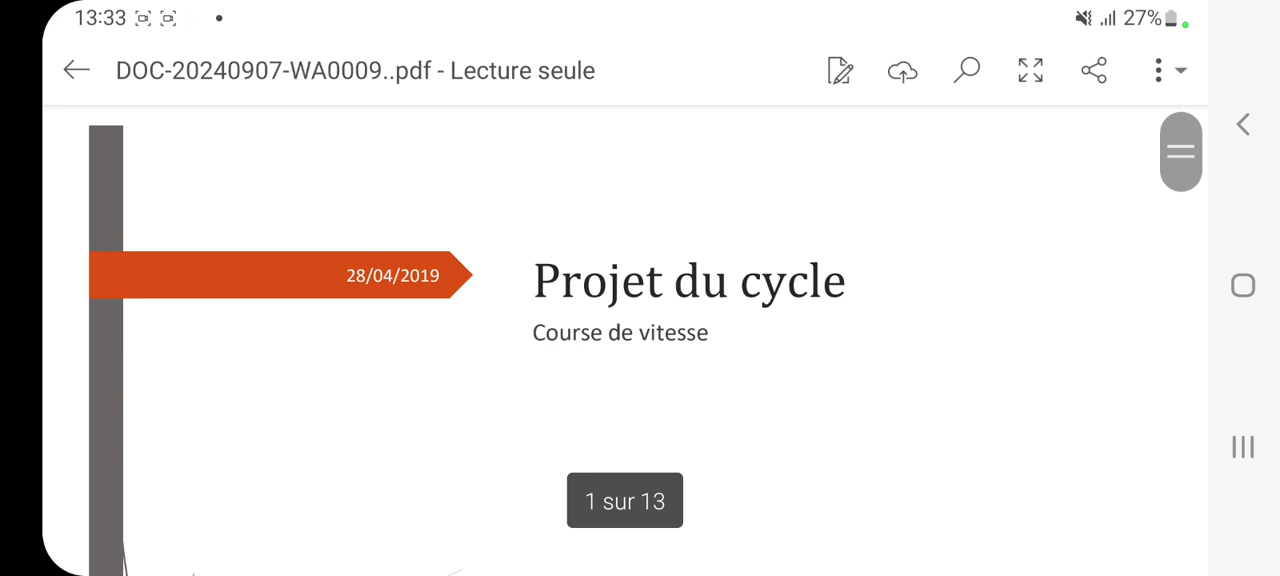 13:33
27%
DOC-20240907-WA0009..pdf - Lecture seule
28/04/2019
Projet du cycle
Course de vitesse
1 sur 13